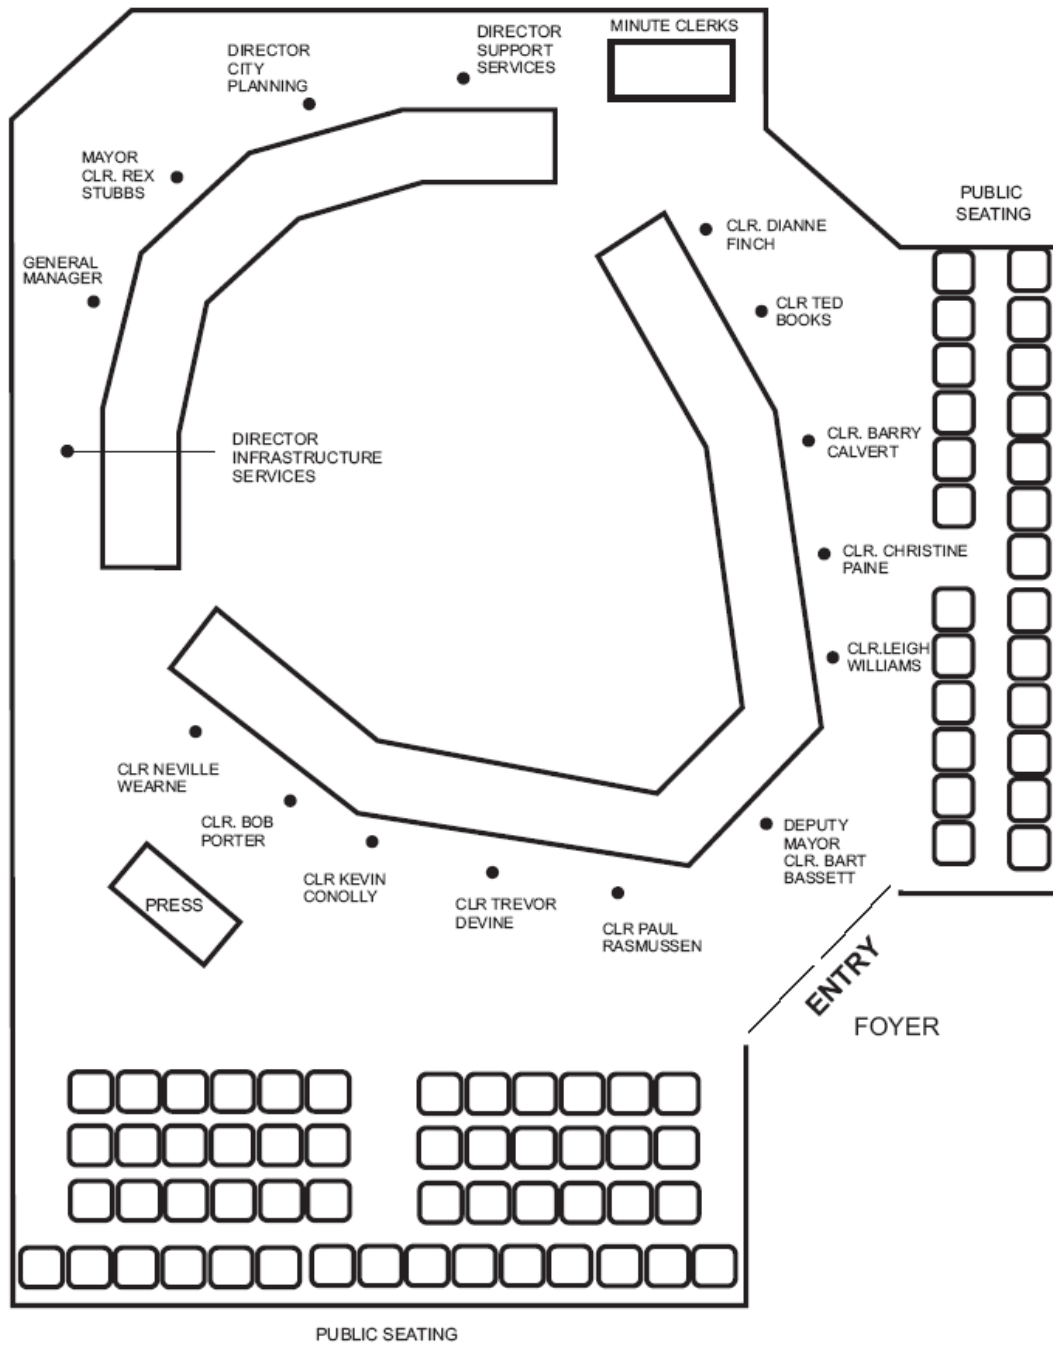 DIRECTOR
SUPPORT
SERVICES
MINUTE CLERKS
DIRECTOR
CITY
PLANNING
MAYOR
CLR. REX
STUBBS
PUBLIC
SEATING
CLR. DIANNE
FINCH
GENERAL
MANAGER
CLR TED
BOOKS
DIRECTOR
INFRASTRUCTURE
SERVICES
CLR. BARRY
CALVERT
CLR. CHRISTINE
PAINE
CLR.LEIGH
WILLIAMS
CLR NEVILLE
WEARNE
CLR. BOB
PORTER
DEPUTY
MAYOR
CLR. BART
BASSETT
CLR KEVIN
CONOLLY
PRESS
CLR TREVOR
DEVINE
CLR PAUL
RASMUSSEN
ENTRY
FOYER
PUBLIC SEATING